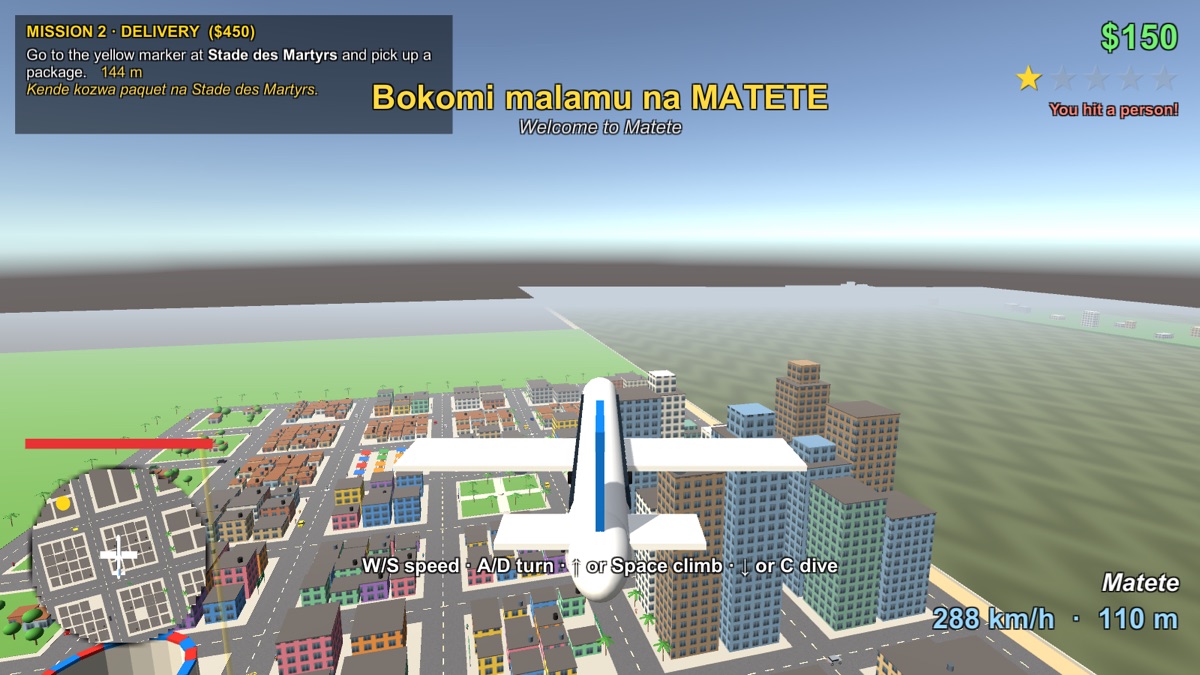 MISSION 2 · DELIVERY ($450)
Go to the yellow marker at Stade des Martyrs and pick up a
package. 144 m
Kende kozwa paquet na Stade des Martyrs.
Bokomi malamu na MATETE
Welcome to Matete
$150
You hit a person!
W/S speed · A/D turn · ↑ or Space climb · ↓ or C dive
Matete
288 km/h · 110 m